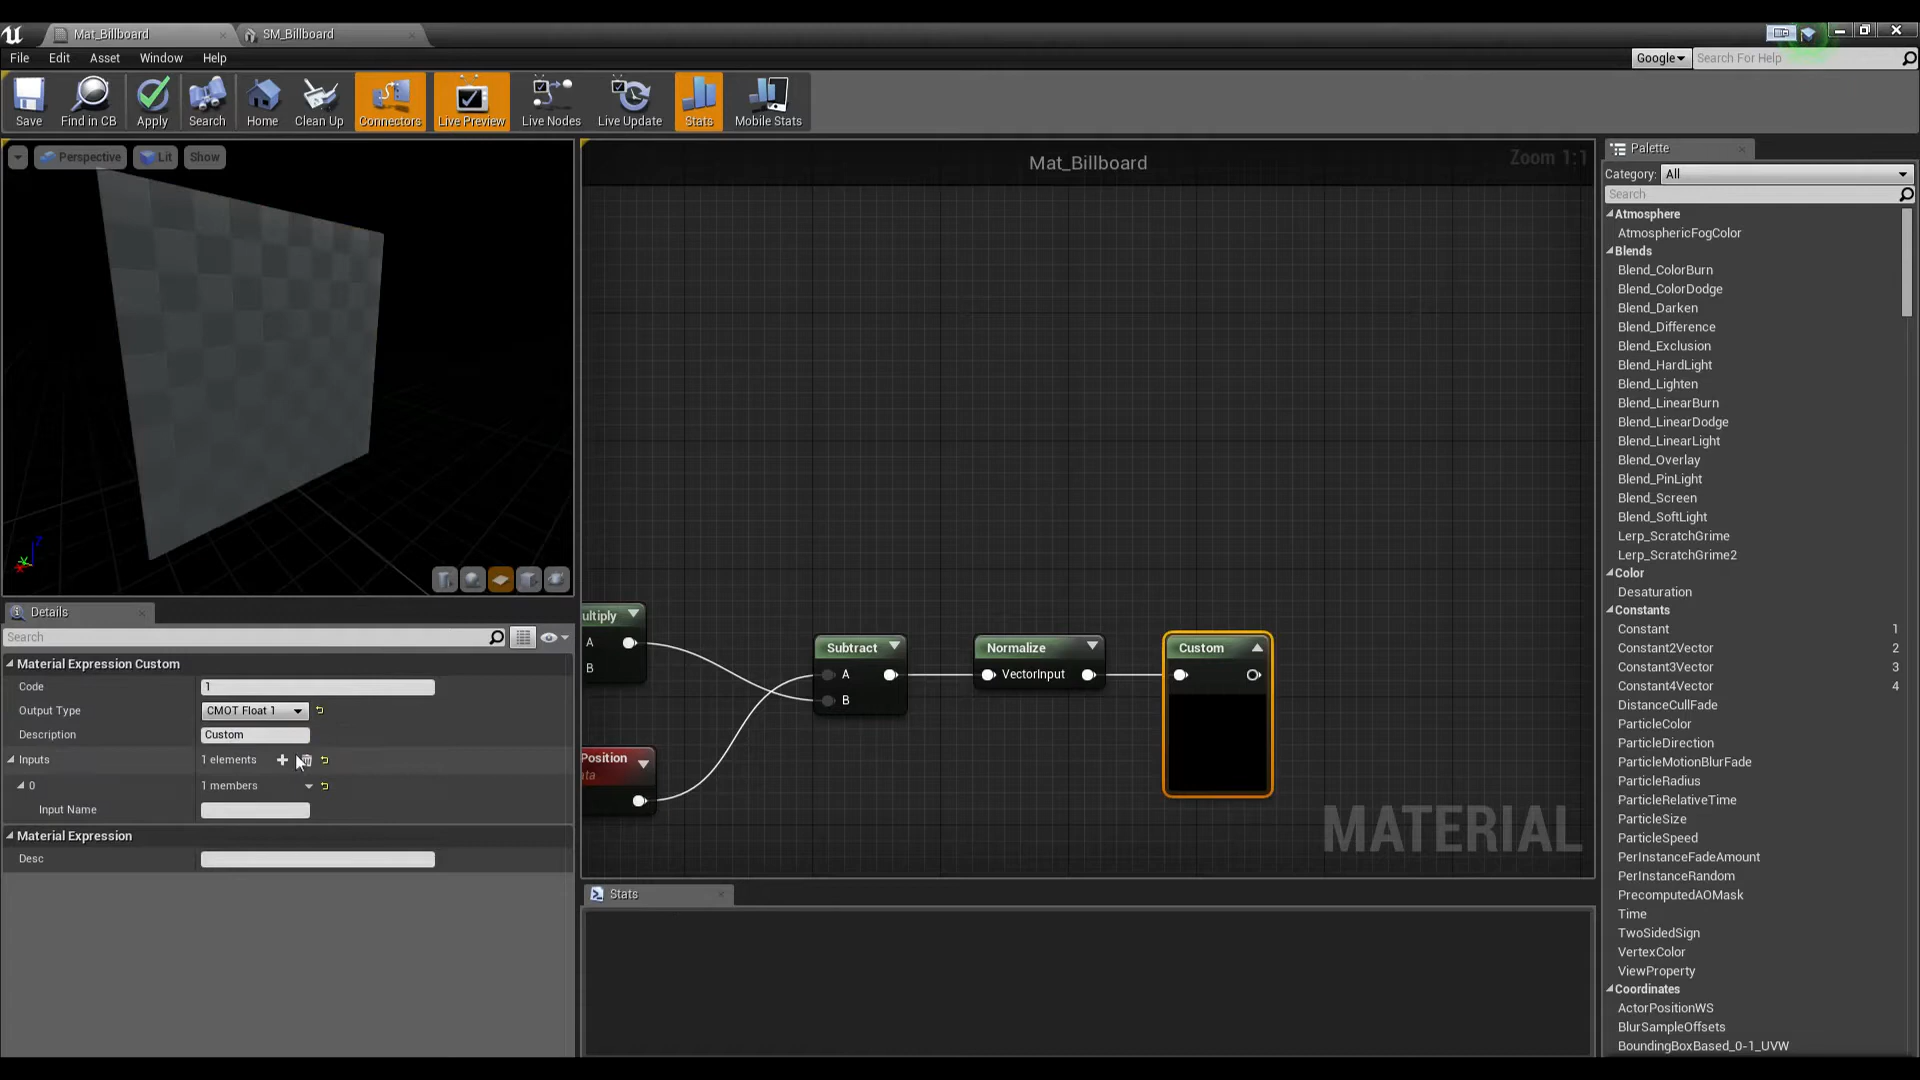 Mat_Billboard
SM_Billboard
File Edit Asset Window Help
Google
Search For Help
Save
Find in CB
Apply
Search
Home
Clean Up
Connectors
Live Preview
Live Nodes
Live Update
Stats
Mobile Stats
Perspective
Lit
Show
Z
Mat_Billboard
Zoom 1:1
ultiply
A
B
Subtract
A
B
Normalize
VectorInput
Custom
Position
ata
MATERIAL
Details
Search
Material Expression Custom
Code 1
Output Type CMOT Float 1
Description Custom
Inputs 1 elements
0 1 members
Input Name
Material Expression
Desc
Stats
Palette
Category: All
Search
Atmosphere
AtmosphericFogColor
Blends
Blend_ColorBurn
Blend_ColorDodge
Blend_Darken
Blend_Difference
Blend_Exclusion
Blend_HardLight
Blend_Lighten
Blend_LinearBurn
Blend_LinearDodge
Blend_LinearLight
Blend_Overlay
Blend_PinLight
Blend_Screen
Blend_SoftLight
Lerp_ScratchGrime
Lerp_ScratchGrime2
Color
Desaturation
Constants
Constant 1
Constant2Vector 2
Constant3Vector 3
Constant4Vector 4
DistanceCullFade
ParticleColor
ParticleDirection
ParticleMotionBlurFade
ParticleRadius
ParticleRelativeTime
ParticleSize
ParticleSpeed
PerInstanceFadeAmount
PerInstanceRandom
PrecomputedAOMask
Time
TwoSidedSign
VertexColor
ViewProperty
Coordinates
ActorPositionWS
BlurSampleOffsets
BoundingBoxBased_0-1_UVW